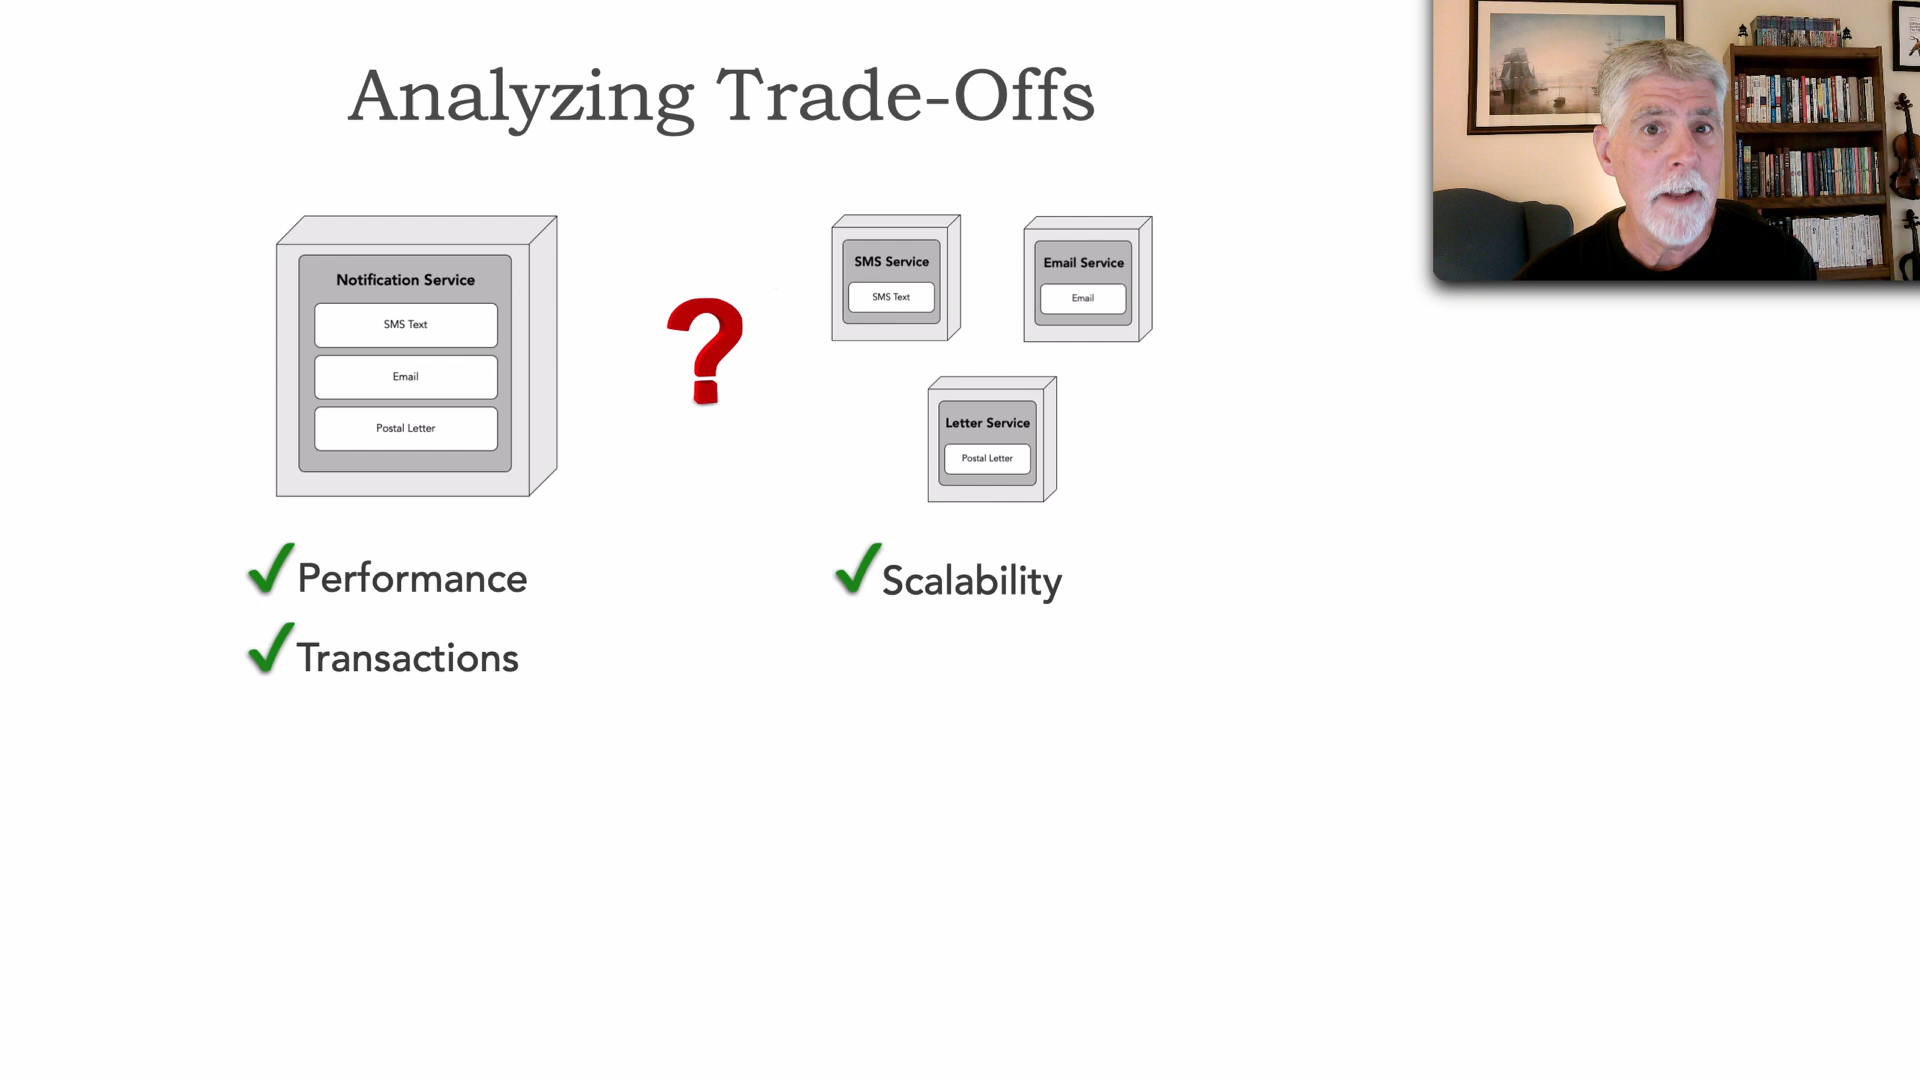 Analyzing Trade-Offs
Notification Service
SMS Text
Email
Postal Letter
?
SMS Service
SMS Text
Email Service
Email
Letter Service
Postal Letter
Performance
Transactions
Scalability